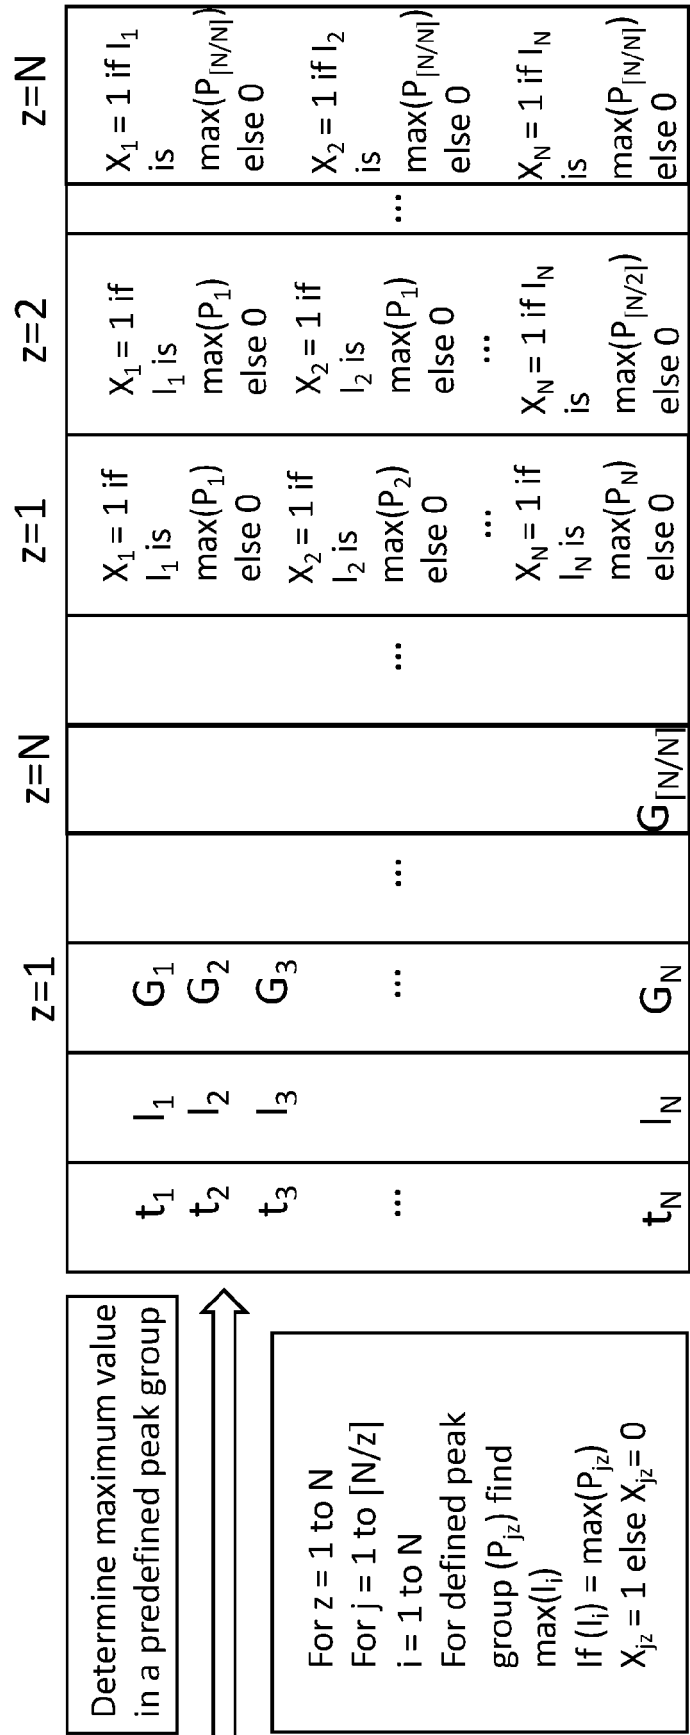 Determine maximum value
in a predefined peak group
For z = 1 to N
For j = 1 to ⌈N/z⌉
i = 1 to N
For defined peak
group (P_jz) find
max(I_i)
If (I_i) = max(P_jz)
X_jz = 1 else X_jz= 0
t_1
t_2
t_3
...
t_N
I_1
I_2
I_3
I_N
z=1
G_1
G_2
G_3
...
G_N
...
z=N
G_⌈N/N⌉
...
z=1
X_1 = 1 if
I_1 is
max(P_1)
else 0
X_2 = 1 if
I_2 is
max(P_2)
else 0
...
X_N = 1 if
I_N is
max(P_N)
else 0
z=2
X_1 = 1 if
I_1 is
max(P_1)
else 0
X_2 = 1 if
I_2 is
max(P_1)
else 0
...
X_N = 1 if I_N
is
max(P_⌈N/2⌉)
else 0
...
z=N
X_1 = 1 if I_1
is
max(P_⌈N/N⌉)
else 0
X_2 = 1 if I_2
is
max(P_⌈N/N⌉)
else 0
X_N = 1 if I_N
is
max(P_⌈N/N⌉)
else 0